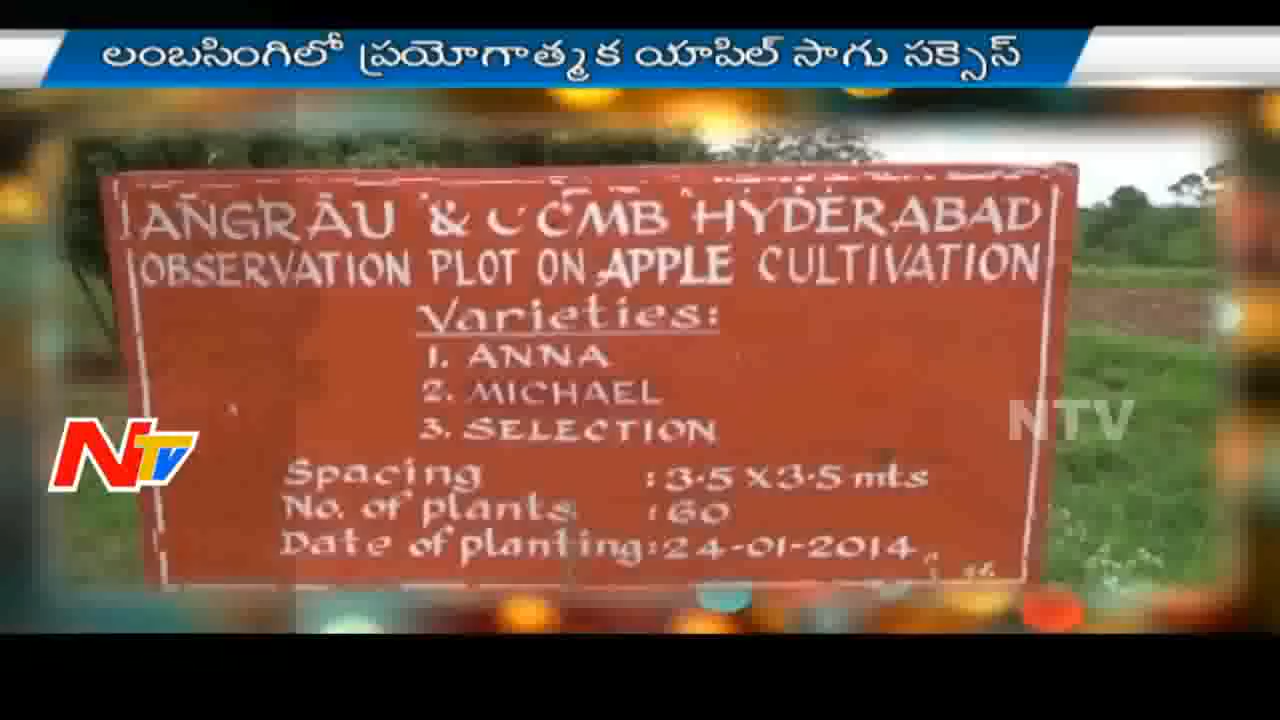 లంబసింగిలో ప్రయోగాత్మక యాపిల్ సాగు సక్సెస్
ANGRAU & CCMB HYDERABAD
OBSERVATION PLOT ON APPLE CULTIVATION
Varieties:
1. ANNA
2. MICHAEL
3. SELECTION
Spacing : 3.5 X 3.5 mts
No. of plants : 60
Date of planting : 24-01-2014
NTV
NTV